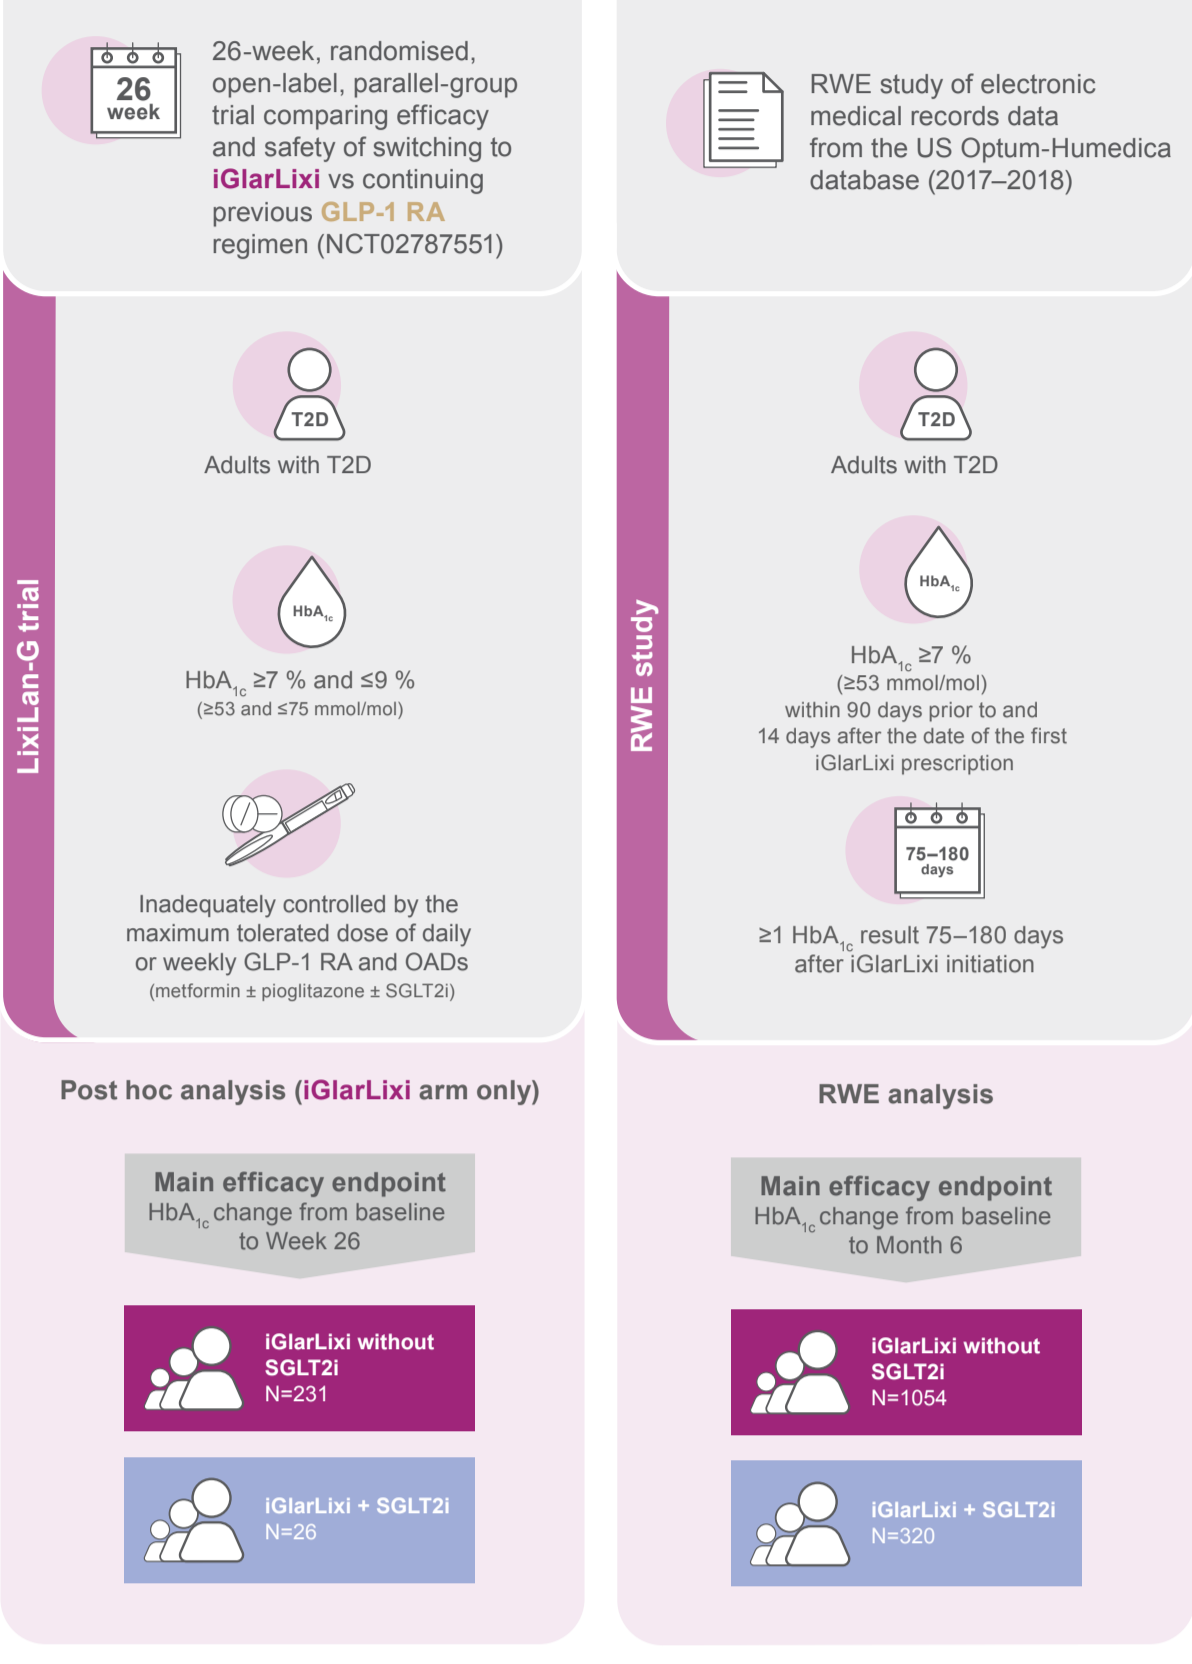 26
week
26-week, randomised,
open-label, parallel-group
trial comparing efficacy
and safety of switching to
iGlarLixi vs continuing
previous GLP-1 RA
regimen (NCT02787551)
LixiLan-G trial
T2D
Adults with T2D
HbA1c
HbA1c ≥7 % and ≤9 %
(≥53 and ≤75 mmol/mol)
Inadequately controlled by the
maximum tolerated dose of daily
or weekly GLP-1 RA and OADs
(metformin ± pioglitazone ± SGLT2i)
Post hoc analysis (iGlarLixi arm only)
Main efficacy endpoint
HbA1c change from baseline
to Week 26
iGlarLixi without
SGLT2i
N=231
iGlarLixi + SGLT2i
N=26
RWE study of electronic
medical records data
from the US Optum-Humedica
database (2017–2018)
RWE study
T2D
Adults with T2D
HbA1c
HbA1c ≥7 %
(≥53 mmol/mol)
within 90 days prior to and
14 days after the date of the first
iGlarLixi prescription
75–180
days
≥1 HbA1c result 75–180 days
after iGlarLixi initiation
RWE analysis
Main efficacy endpoint
HbA1c change from baseline
to Month 6
iGlarLixi without
SGLT2i
N=1054
iGlarLixi + SGLT2i
N=320